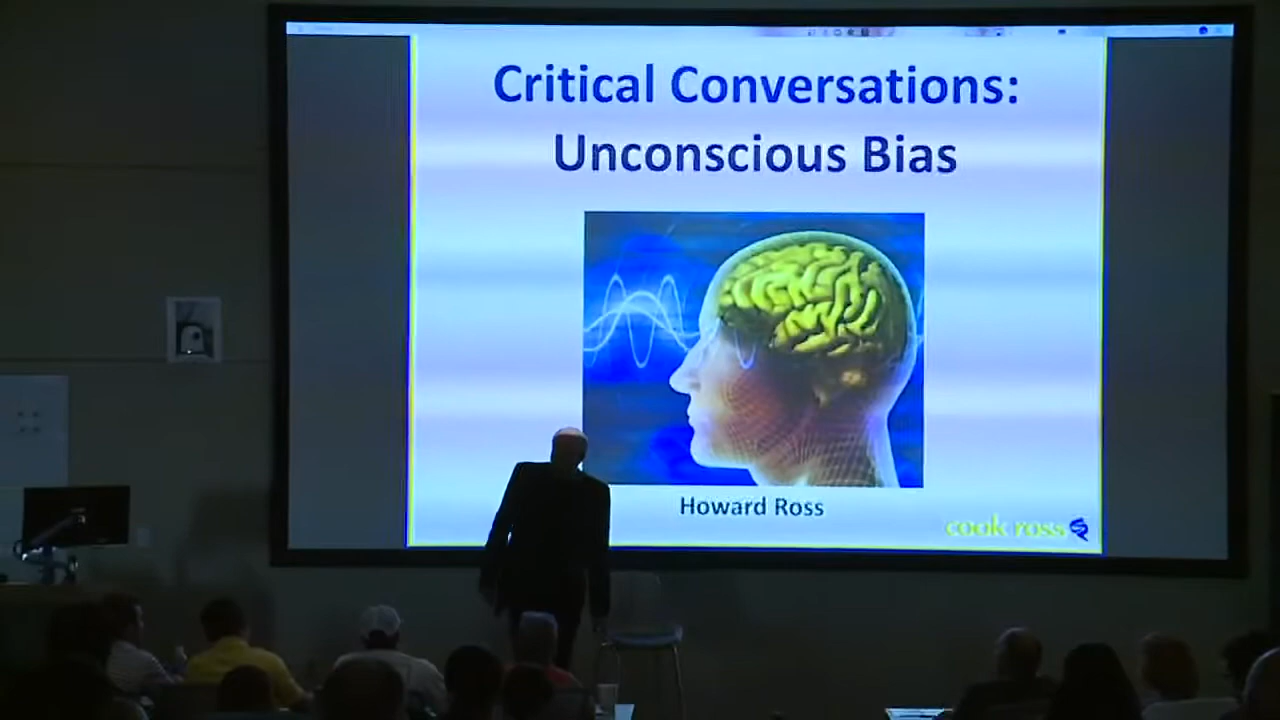 Critical Conversations:
Unconscious Bias
Howard Ross
cook ross